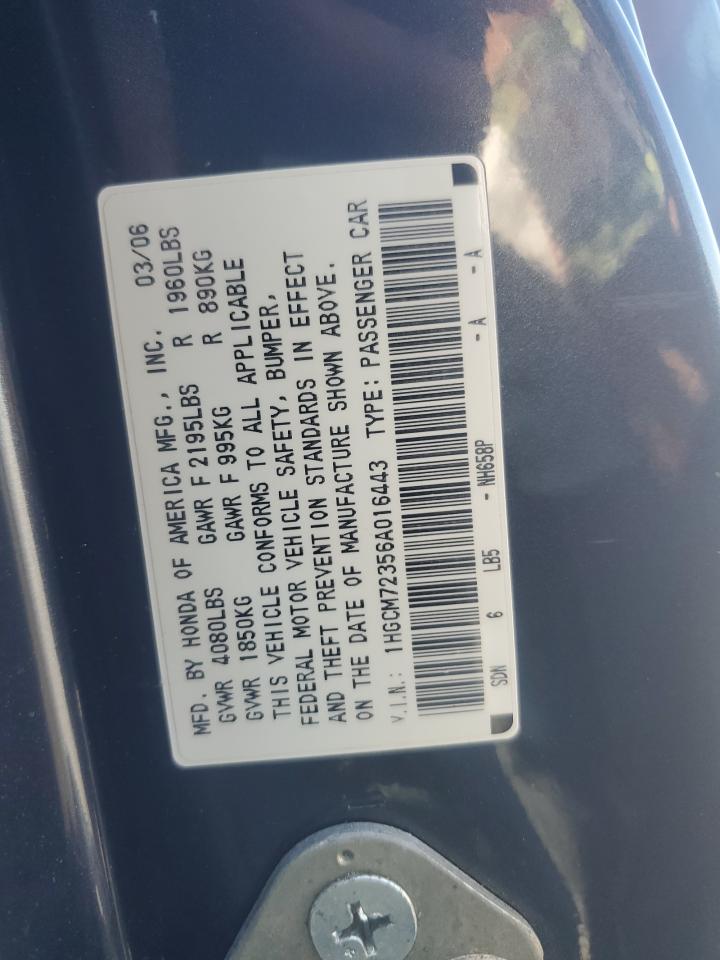 MFD. BY HONDA OF AMERICA MFG., INC. 03/06
GVWR 4080LBS GAWR F 2195LBS R 1960LBS
GVWR 1850KG GAWR F 995KG R 890KG
THIS VEHICLE CONFORMS TO ALL APPLICABLE
FEDERAL MOTOR VEHICLE SAFETY, BUMPER,
AND THEFT PREVENTION STANDARDS IN EFFECT
ON THE DATE OF MANUFACTURE SHOWN ABOVE.
V.I.N.: 1HGCM72356A016443 TYPE: PASSENGER CAR
SDN 6 LB5 - NH658P - A - A